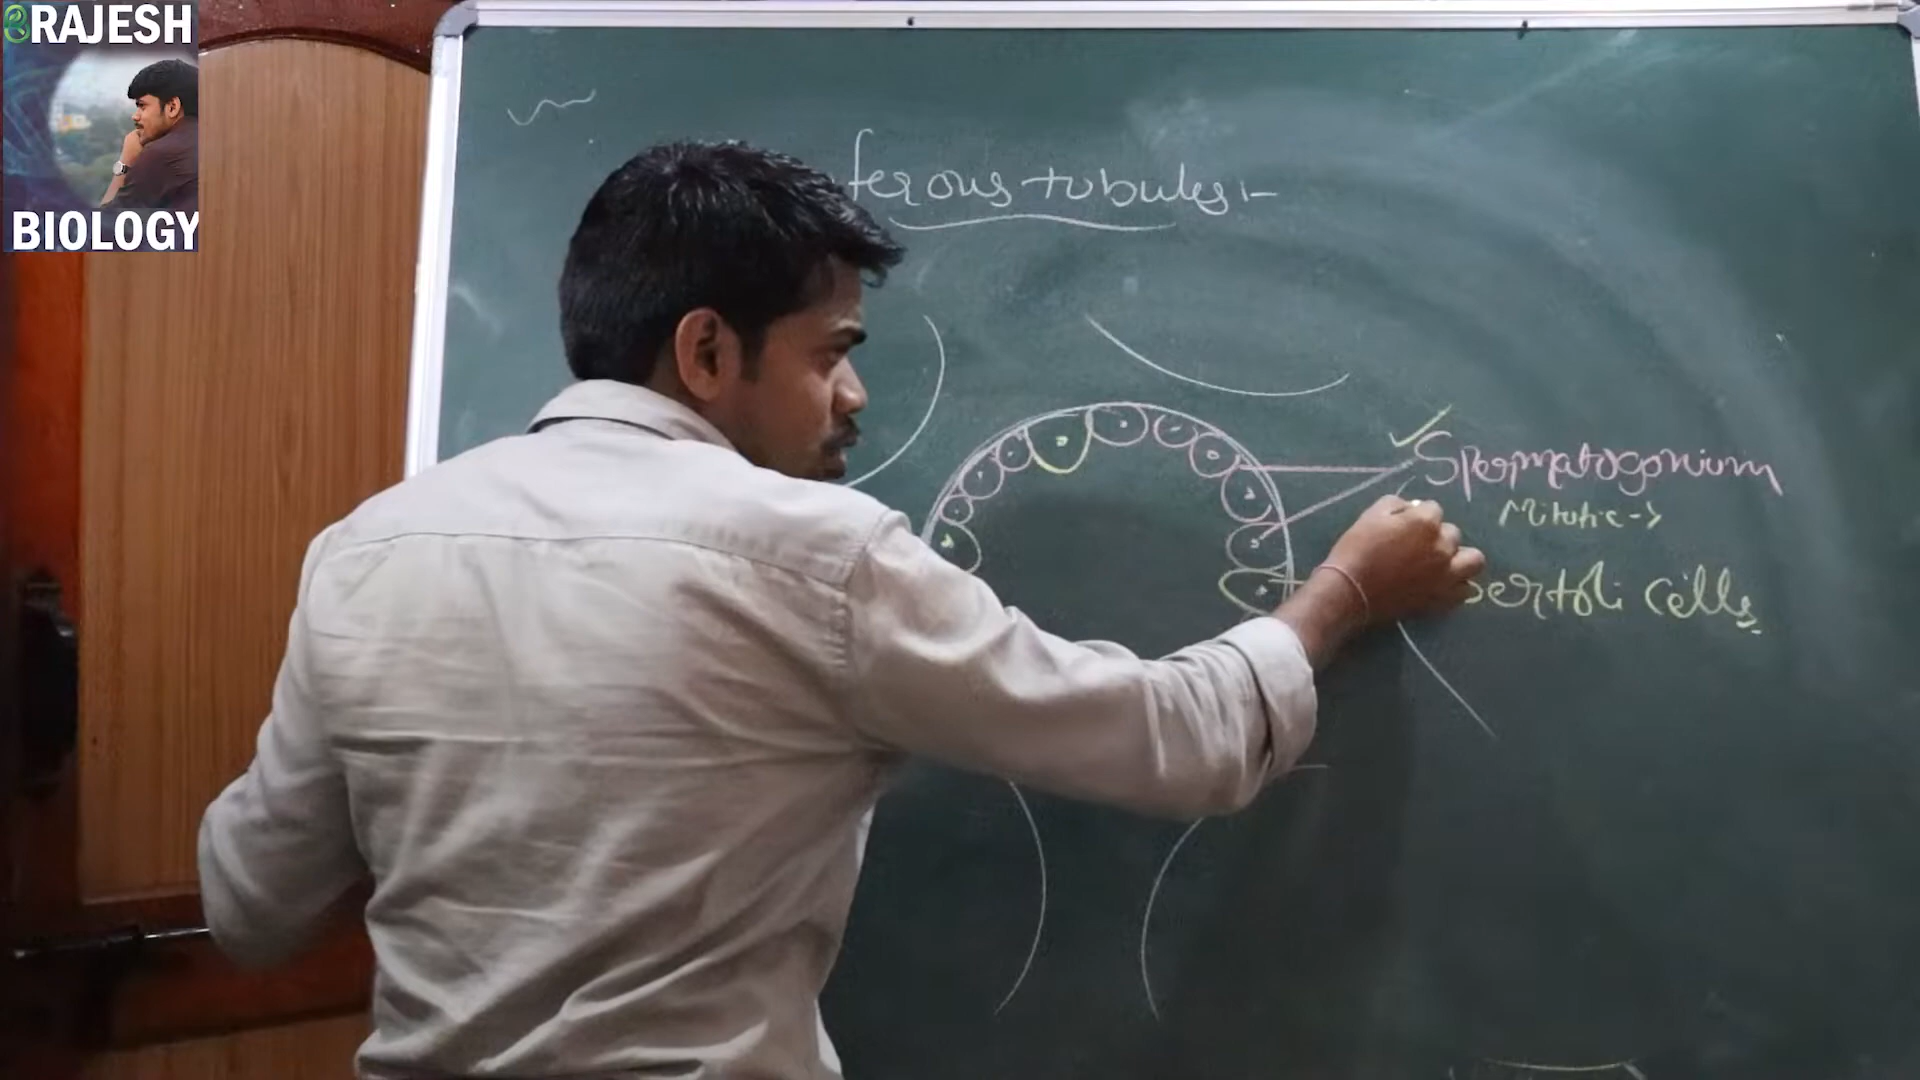 RAJESH
BIOLOGY
ferous tubules:-
Spermatogonium
Mitotic->
sertoli cells